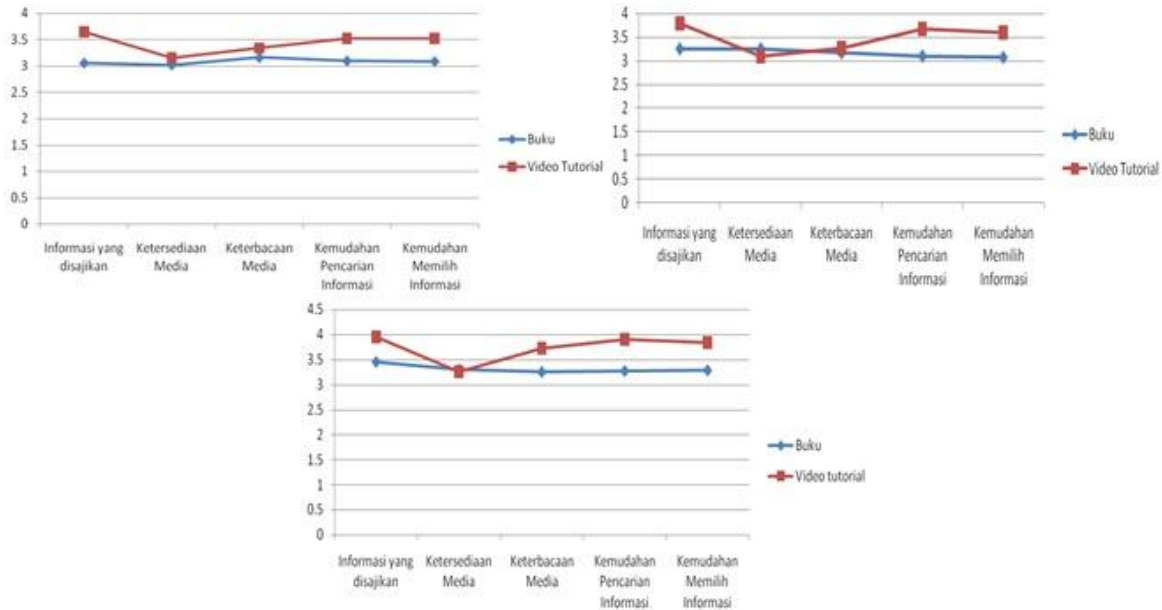 4
3.5
3
2.5
2
1.5
1
0.5
0
Informasi yang
disajikan
Ketersediaan
Media
Keterbacaan
Media
Kemudahan
Pencarian
Informasi
Kemudahan
Memilih
Informasi
Buku
Video Tutorial
4
3.5
3
2.5
2
1.5
1
0.5
0
Informasi yang
disajikan
Ketersediaan
Media
Keterbacaan
Media
Kemudahan
Pencarian
Informasi
Kemudahan
Memilih
Informasi
Buku
Video Tutorial
4.5
4
3.5
3
2.5
2
1.5
1
0.5
0
Informasi yang
disajikan
Ketersediaan
Media
Keterbacaan
Media
Kemudahan
Pencarian
Informasi
Kemudahan
Memilih
Informasi
Buku
Video tutorial